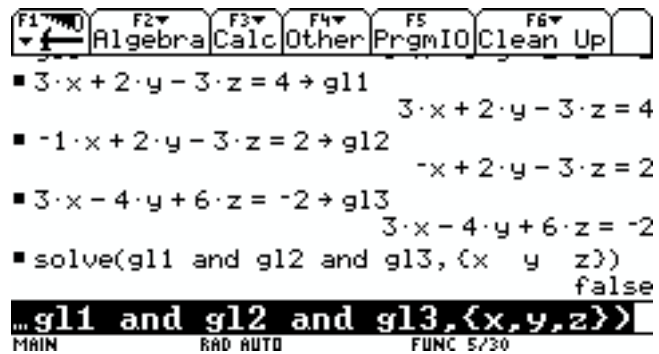 F1 F2 F3 F4 F5 F6
Algebra Calc Other PrgmIO Clean Up
▪ 3·x + 2·y − 3·z = 4 → gl1
3·x + 2·y − 3·z = 4
▪ ⁻1·x + 2·y − 3·z = 2 → gl2
⁻x + 2·y − 3·z = 2
▪ 3·x − 4·y + 6·z = ⁻2 → gl3
3·x − 4·y + 6·z = ⁻2
▪ solve(gl1 and gl2 and gl3, {x y z})
false
…gl1 and gl2 and gl3,{x,y,z})
MAIN RAD AUTO FUNC 5/30